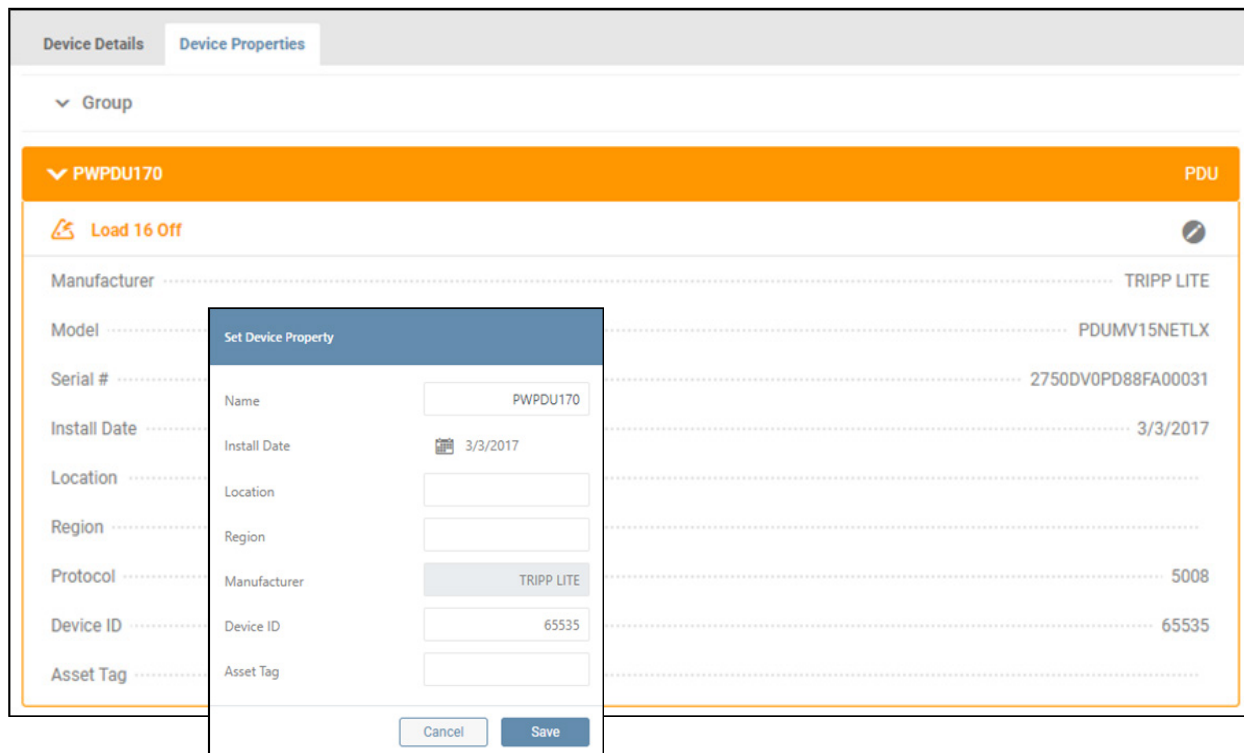 Device Details Device Properties
Group
PWPDU170 PDU
Load 16 Off
Manufacturer TRIPP LITE
Model PDUMV15NETLX
Serial # 2750DV0PD88FA00031
Install Date 3/3/2017
Location
Region
Protocol 5008
Device ID 65535
Asset Tag
Set Device Property
Name PWPDU170
Install Date 3/3/2017
Location
Region
Manufacturer TRIPP LITE
Device ID 65535
Asset Tag
Cancel Save